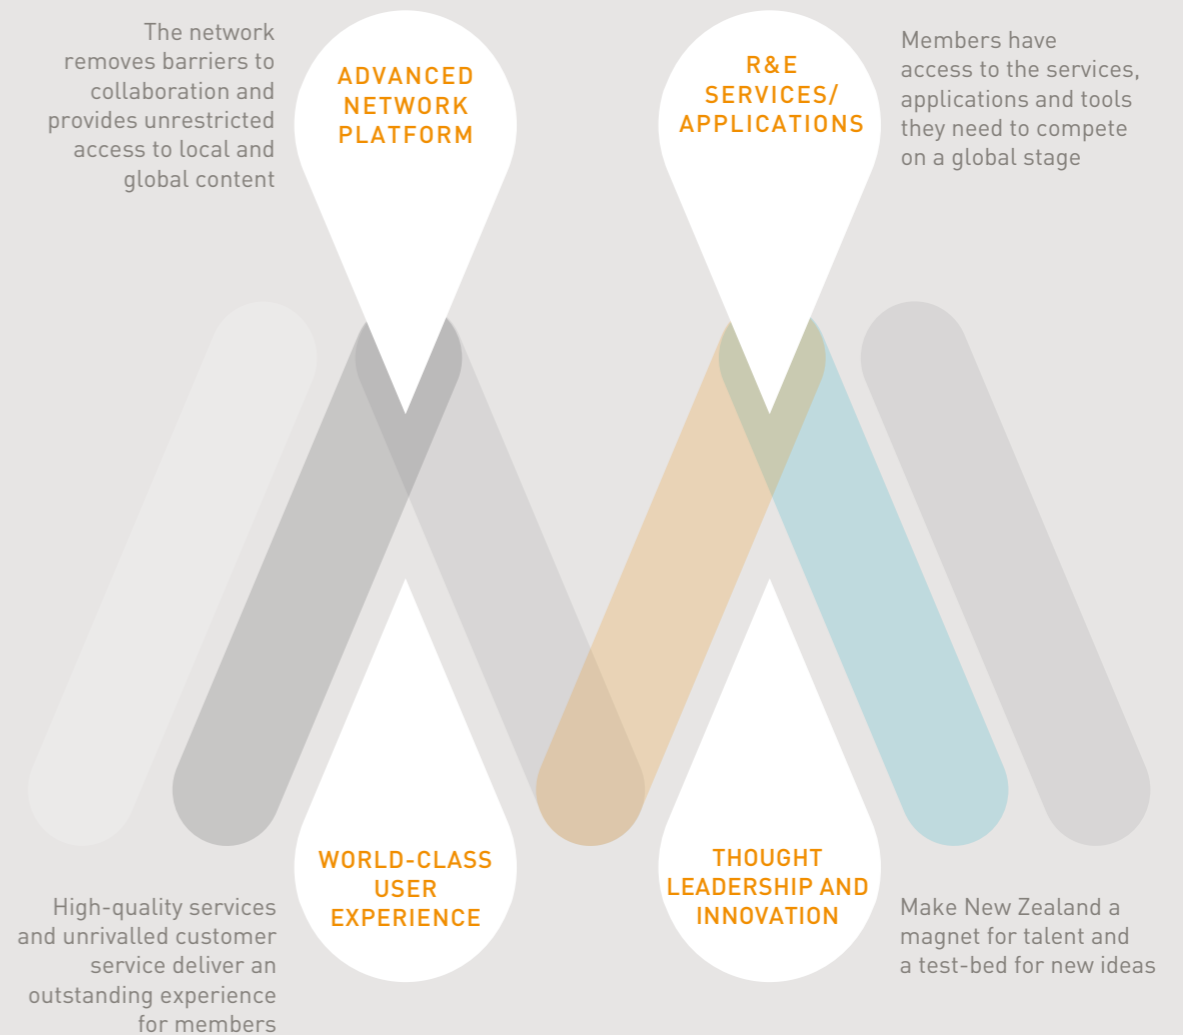 The network
removes barriers to
collaboration and
provides unrestricted
access to local and
global content
ADVANCED
NETWORK
PLATFORM
R&E
SERVICES/
APPLICATIONS
Members have
access to the services,
applications and tools
they need to compete
on a global stage
High-quality services
and unrivalled customer
service deliver an
outstanding experience
for members
WORLD-CLASS
USER
EXPERIENCE
THOUGHT
LEADERSHIP AND
INNOVATION
Make New Zealand a
magnet for talent and
a test-bed for new ideas